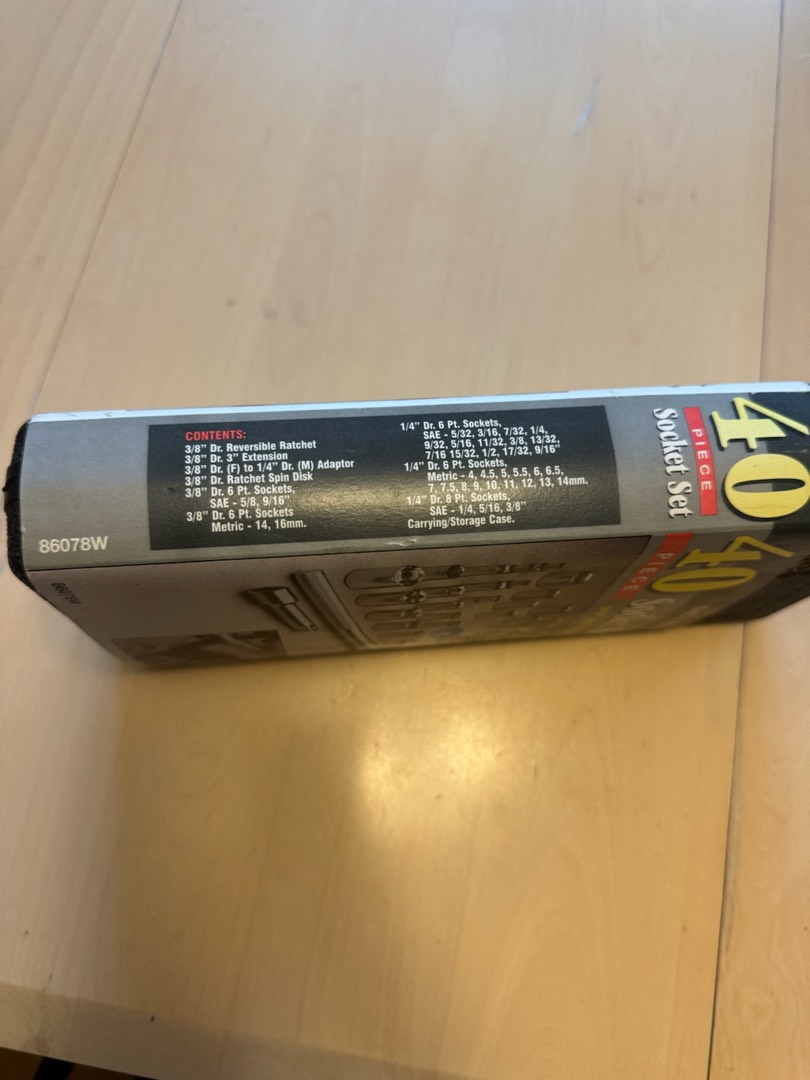 CONTENTS:
3/8" Dr. Reversible Ratchet
3/8" Dr. 3" Extension
3/8" Dr. (F) to 1/4" Dr. (M) Adaptor
3/8" Dr. Ratchet Spin Disk
3/8" Dr. 6 Pt. Sockets,
SAE - 5/8, 9/16"
3/8" Dr. 6 Pt. Sockets
Metric - 14, 16mm.
1/4" Dr. 6 Pt. Sockets,
SAE - 5/32, 3/16, 7/32, 1/4,
9/32, 5/16, 11/32, 3/8, 13/32,
7/16 15/32, 1/2, 17/32, 9/16"
1/4" Dr. 6 Pt. Sockets,
Metric - 4, 4.5, 5, 5.5, 6, 6.5,
7, 7.5, 8, 9, 10, 11, 12, 13, 14mm.
1/4" Dr. 8 Pt. Sockets,
SAE - 1/4, 5/16, 3/8"
Carrying/Storage Case.
86078W
40
PIECE
Socket Set
40
PIECE
86078W